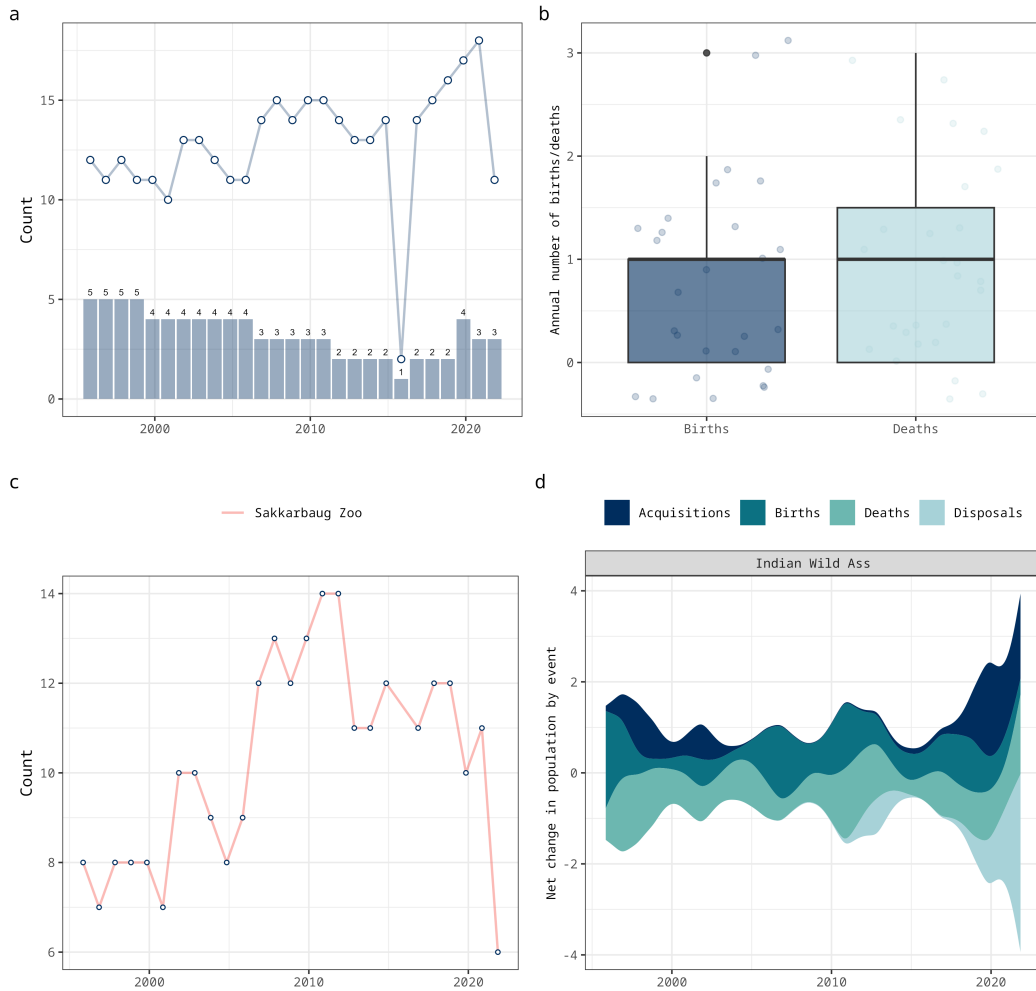 a
Count
15
10
5
0
5 5 5 5 4 4 4 4 4 4 4 3 3 3 3 3 2 2 2 2 1 2 2 2 4 3 3
2000 2010 2020
b
Annual number of births/deaths
3
2
1
0
Births Deaths
c
Sakkarbaug Zoo
Count
14
12
10
8
6
2000 2010 2020
d
Acquisitions Births Deaths Disposals
Indian Wild Ass
Net change in population by event
4
2
0
-2
-4
2000 2010 2020